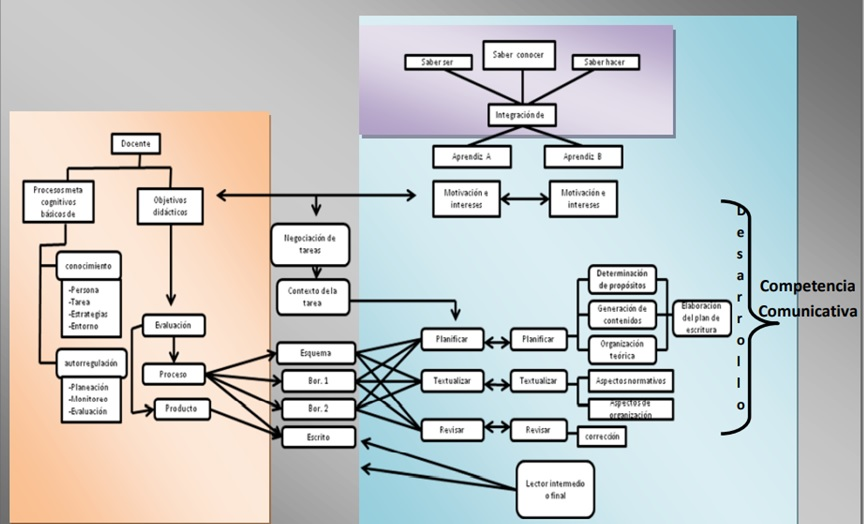 Saber ser
Saber conocer
Saber hacer
Integración de
Aprendiz A
Aprendiz B
Docente
Procesos meta
cognitivos
básicos de
Objetivos
didácticos
Motivación e
intereses
Motivación e
intereses
Negociación de
tareas
Contexto de la
tarea
conocimiento
-Persona
-Tarea
-Estrategias
-Entorno
autorregulación
-Planeación
-Monitoreo
-Evaluación
Evaluación
Proceso
Producto
Esquema
Bor. 1
Bor. 2
Escrito
Planificar
Planificar
Textualizar
Textualizar
Revisar
Revisar
Determinación
de propósitos
Generación de
contenidos
Organización
teórica
Elaboración
del plan de
escritura
Aspectos normativos
Aspectos de
organización
corrección
Lector intermedio
o final
Desarrollo
Competencia
Comunicativa